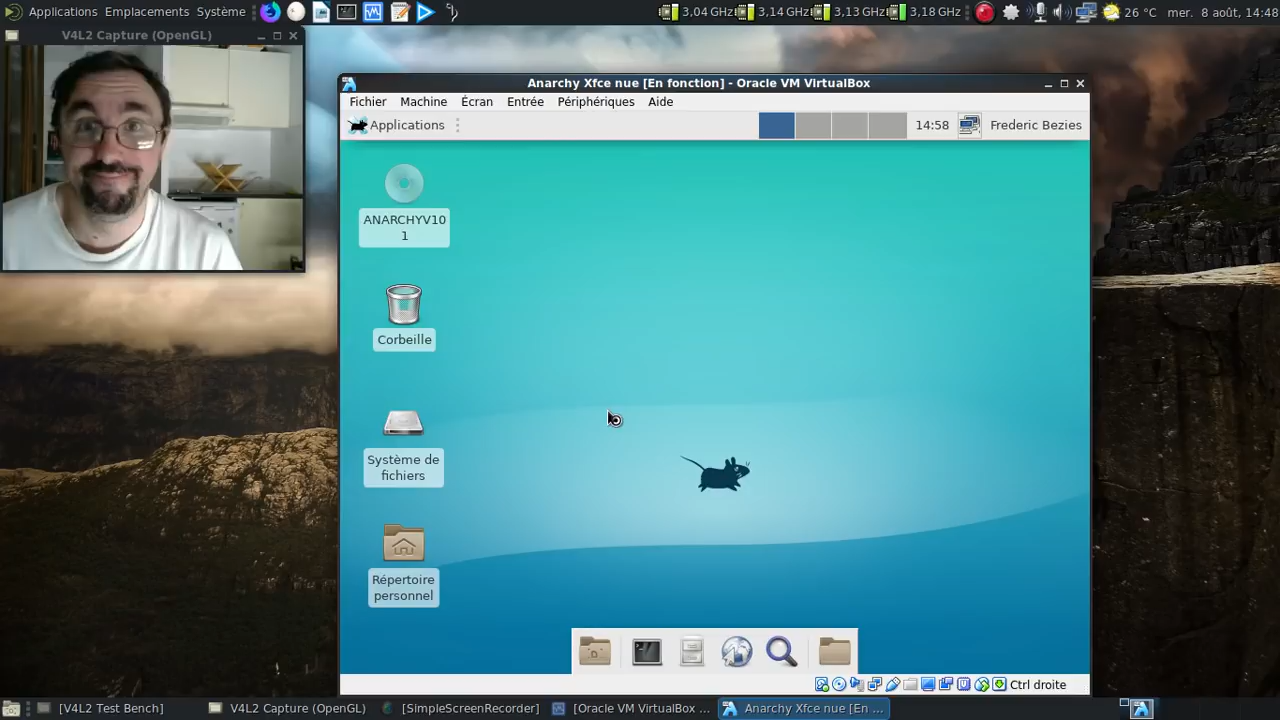 Applications Emplacements Système
3,04 GHz 3,14 GHz 3,13 GHz 3,18 GHz 26 °C mer. 8 août, 14:48
V4L2 Capture (OpenGL)
Anarchy Xfce nue [En fonction] - Oracle VM VirtualBox
Fichier Machine Écran Entrée Périphériques Aide
Applications 14:58 Frederic Bezies
ANARCHYV10
1
Corbeille
Système de
fichiers
Répertoire
personnel
Ctrl droite
[V4L2 Test Bench] V4L2 Capture (OpenGL) [SimpleScreenRecorder] [Oracle VM VirtualBox ... Anarchy Xfce nue [En ...